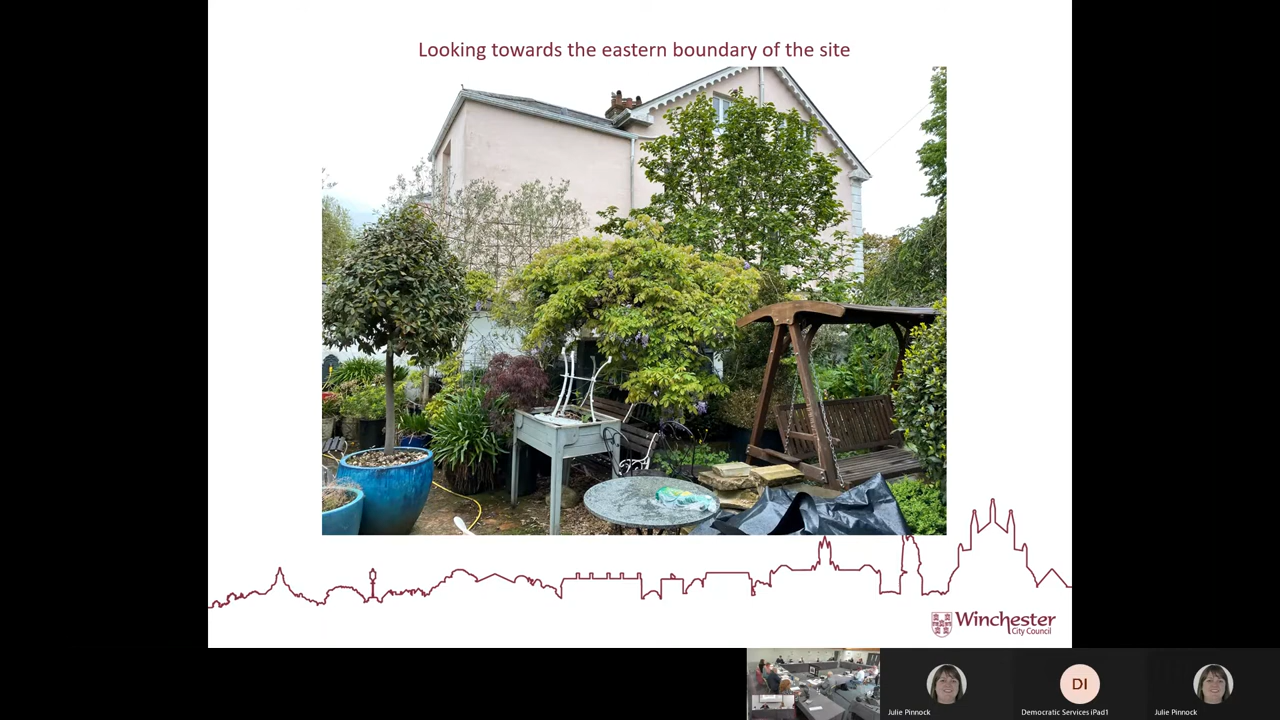 Looking towards the eastern boundary of the site
Winchester
City Council
DI
Julie Pinnock
Democratic Services iPad1
Julie Pinnock